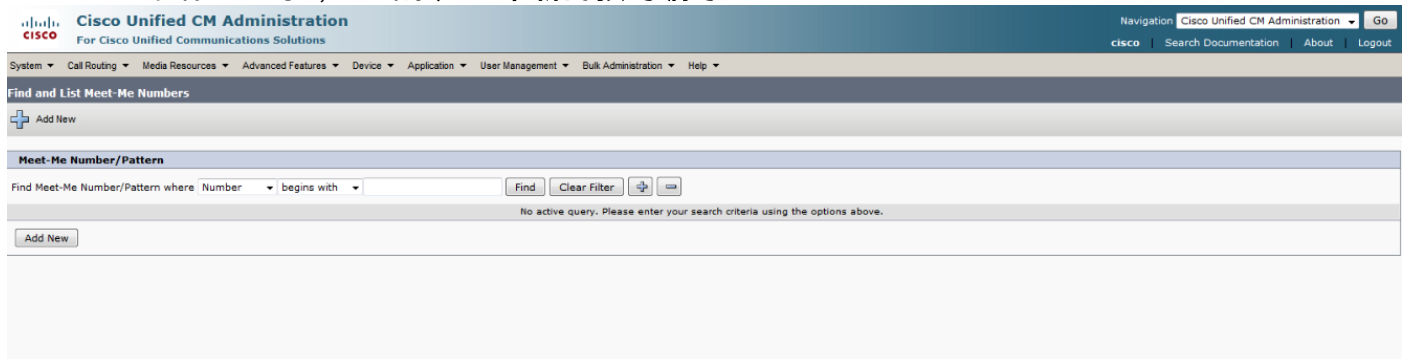 Cisco Unified CM Administration
For Cisco Unified Communications Solutions
CISCO
Navigation Cisco Unified CM Administration Go
cisco Search Documentation About Logout
System Call Routing Media Resources Advanced Features Device Application User Management Bulk Administration Help
Find and List Meet-Me Numbers
Add New
Meet-Me Number/Pattern
Find Meet-Me Number/Pattern where Number begins with Find Clear Filter
No active query. Please enter your search criteria using the options above.
Add New